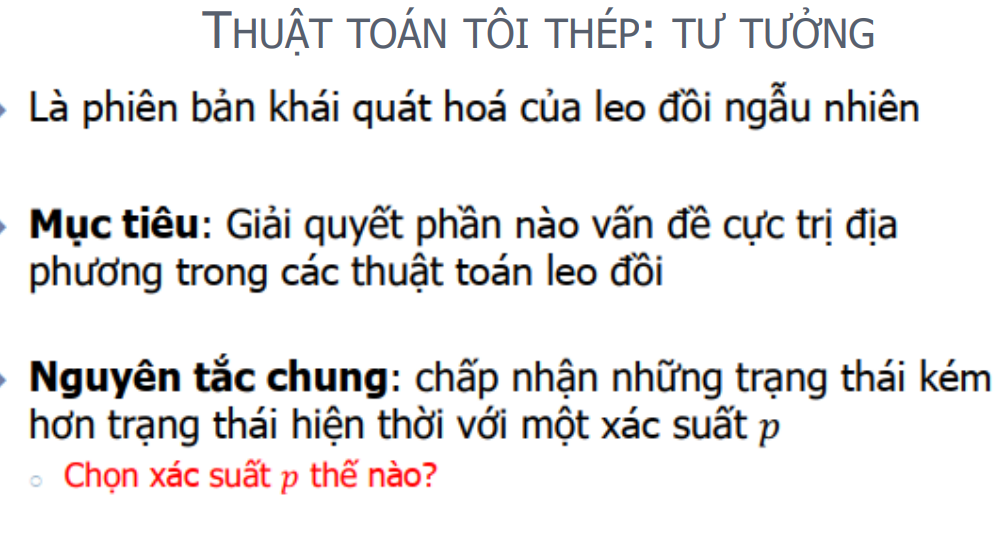 THUẬT TOÁN TÔI THÉP: TƯ TƯỞNG
Là phiên bản khái quát hoá của leo đồi ngẫu nhiên
Mục tiêu: Giải quyết phần nào vấn đề cực trị địa
phương trong các thuật toán leo đồi
Nguyên tắc chung: chấp nhận những trạng thái kém
hơn trạng thái hiện thời với một xác suất p
Chọn xác suất p thế nào?